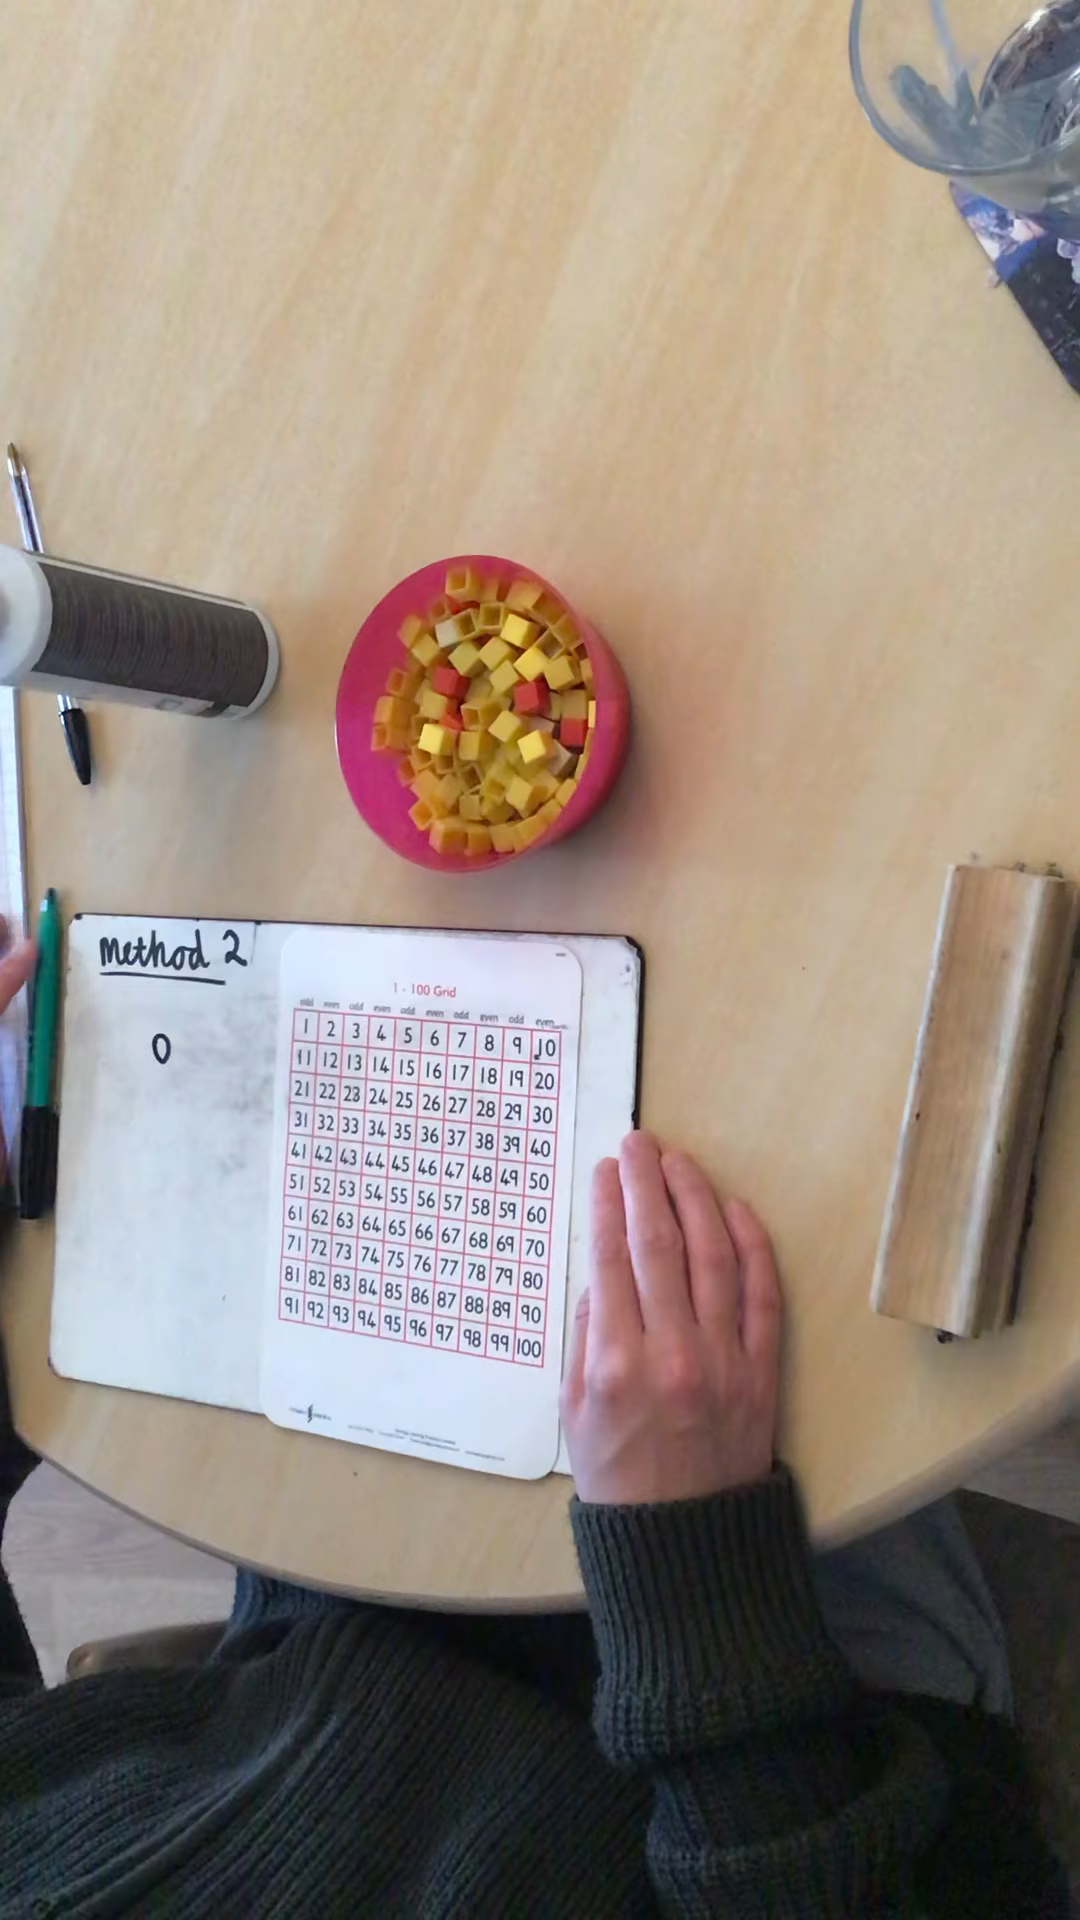 Method 2
0
1 - 100 Grid
odd even odd even odd even odd even odd even
1 2 3 4 5 6 7 8 9 10
11 12 13 14 15 16 17 18 19 20
21 22 23 24 25 26 27 28 29 30
31 32 33 34 35 36 37 38 39 40
41 42 43 44 45 46 47 48 49 50
51 52 53 54 55 56 57 58 59 60
61 62 63 64 65 66 67 68 69 70
71 72 73 74 75 76 77 78 79 80
81 82 83 84 85 86 87 88 89 90
91 92 93 94 95 96 97 98 99 100